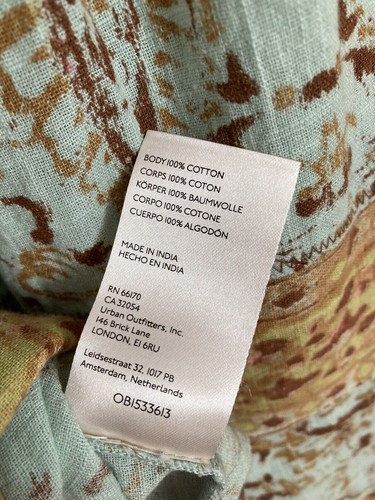 BODY 100% COTTON
CORPS 100% COTON
KÖRPER 100% BAUMWOLLE
CORPO 100% COTONE
CUERPO 100% ALGODÓN
MADE IN INDIA
HECHO EN INDIA
RN 66170
CA 32054
Urban Outfitters, Inc.
146 Brick Lane
LONDON, E1 6RU
Leidsestraat 32, 1017 PB
Amsterdam, Netherlands
OB1533613